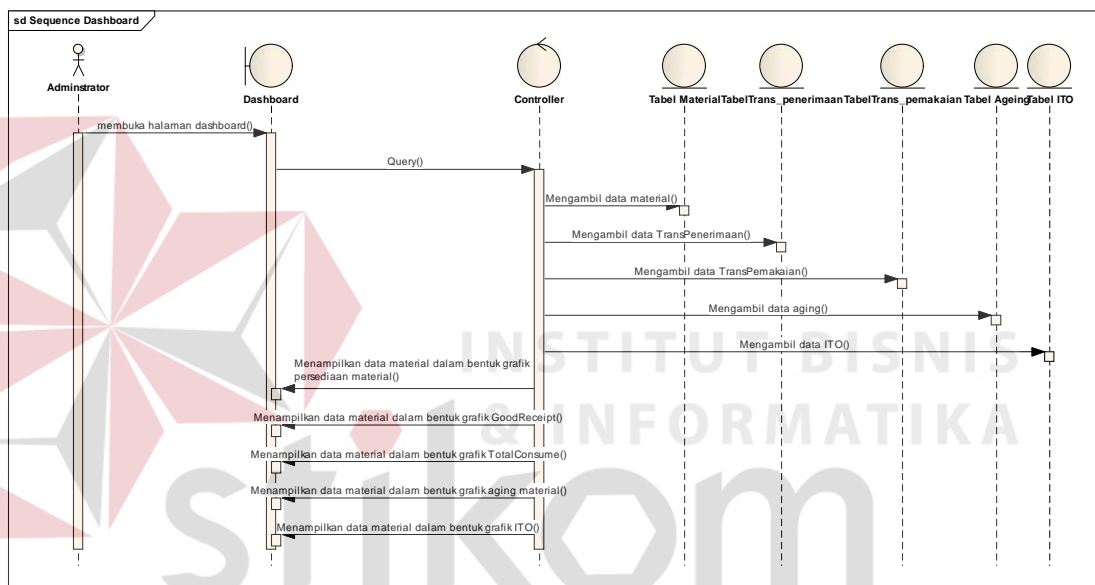 sd Sequence Dashboard
Adminstrator
Dashboard
Controller
Tabel Material
TabelTrans_penerimaan
TabelTrans_pemakaian
Tabel Ageing
Tabel ITO
membuka halaman dashboard()
Query()
Mengambil data material()
Mengambil data TransPenerimaan()
Mengambil data TransPemakaian()
Mengambil data aging()
Mengambil data ITO()
Menampilkan data material dalam bentuk grafik
persediaan material()
Menampilkan data material dalam bentuk grafik GoodReceipt()
Menampilkan data material dalam bentuk grafik TotalConsume()
Menampilkan data material dalam bentuk grafik aging material()
Menampilkan data material dalam bentuk grafik ITO()
INSTITUT BISNIS
& INFORMATIKA
stikom